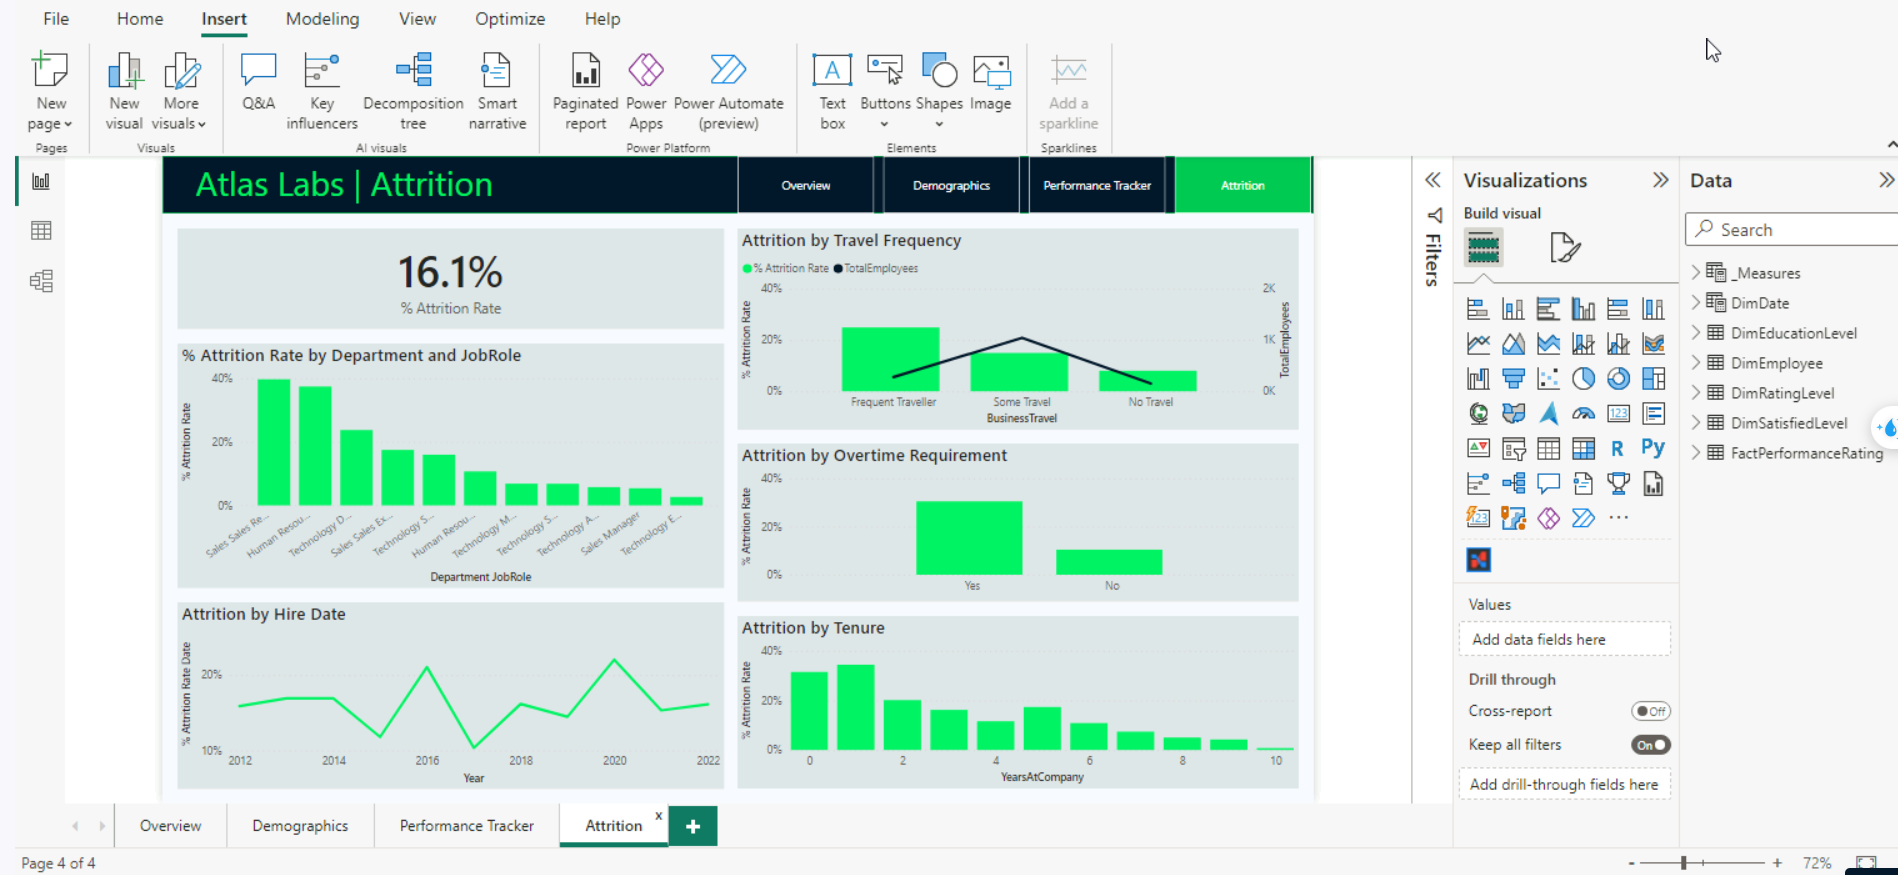 File Home Insert Modeling View Optimize Help
New page
New visual
More visuals
Q&A
Key influencers
Decomposition tree
Smart narrative
Paginated report
Power Apps
Power Automate (preview)
Text box
Buttons
Shapes
Image
Add a sparkline
Pages Visuals AI visuals Power Platform Elements Sparklines
Atlas Labs | Attrition
Overview Demographics Performance Tracker Attrition
16.1%
% Attrition Rate
% Attrition Rate by Department and JobRole
% Attrition Rate
40%
20%
0%
Sales Sales Re...
Human Resou...
Technology D...
Sales Sales Ex...
Technology S...
Human Resou...
Technology M...
Technology S...
Technology A...
Sales Manager
Technology E...
Department JobRole
Attrition by Hire Date
% Attrition Rate Date
20%
10%
2012 2014 2016 2018 2020 2022
Year
Attrition by Travel Frequency
% Attrition Rate TotalEmployees
% Attrition Rate
40%
20%
0%
2K
1K
0K
TotalEmployees
Frequent Traveller Some Travel No Travel
BusinessTravel
Attrition by Overtime Requirement
% Attrition Rate
40%
20%
0%
Yes No
Attrition by Tenure
% Attrition Rate
40%
20%
0%
0 2 4 6 8 10
YearsAtCompany
Filters
Visualizations
Build visual
123
R Py
123
...
Values
Add data fields here
Drill through
Cross-report Off
Keep all filters On
Add drill-through fields here
Data
Search
_Measures
DimDate
DimEducationLevel
DimEmployee
DimRatingLevel
DimSatisfiedLevel
FactPerformanceRating
Overview Demographics Performance Tracker Attrition x +
Page 4 of 4
- + 72%